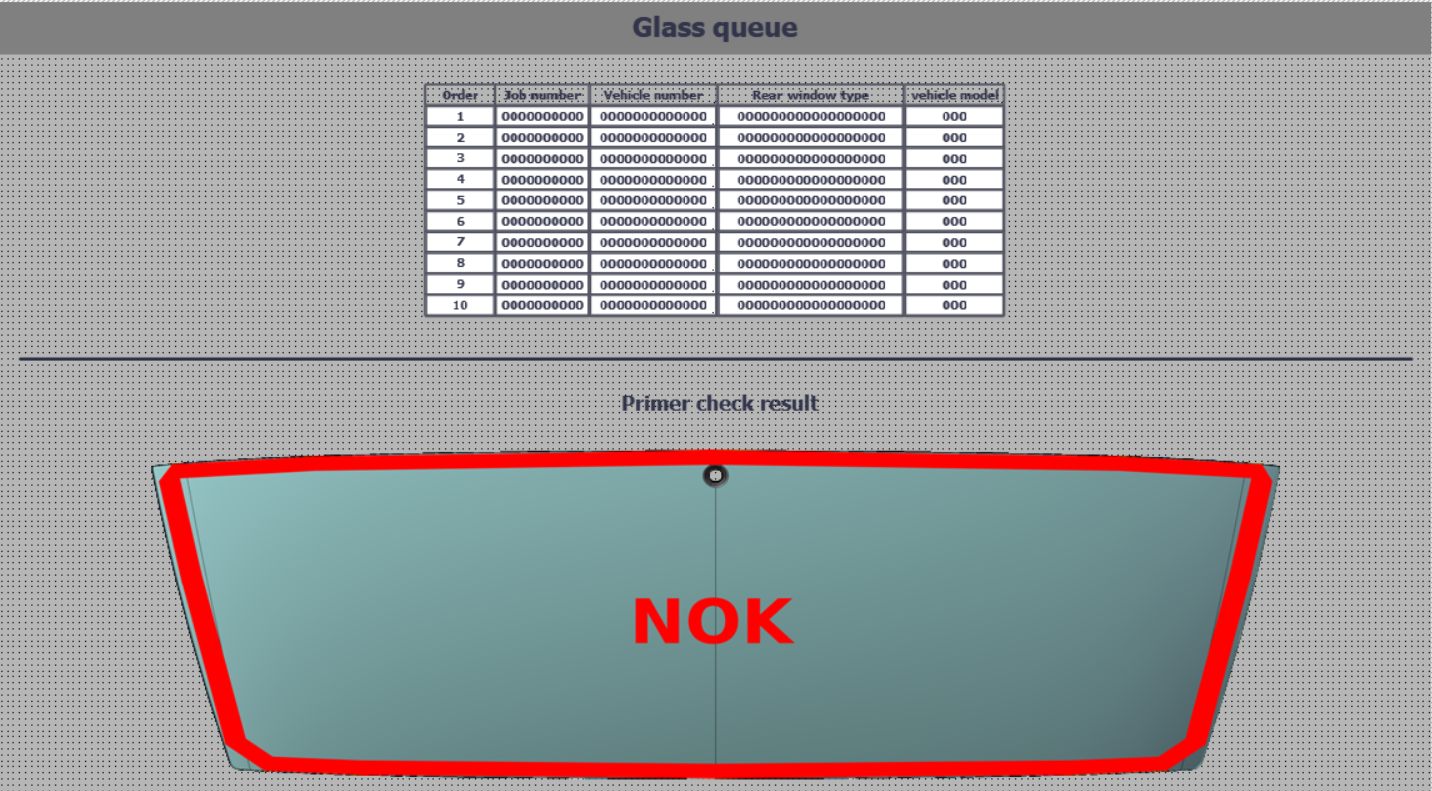 Glass queue
Order Job number Vehicle number Rear window type vehicle model
1 0000000000 0000000000000 000000000000000000 000
2 0000000000 0000000000000 000000000000000000 000
3 0000000000 0000000000000 000000000000000000 000
4 0000000000 0000000000000 000000000000000000 000
5 0000000000 0000000000000 000000000000000000 000
6 0000000000 0000000000000 000000000000000000 000
7 0000000000 0000000000000 000000000000000000 000
8 0000000000 0000000000000 000000000000000000 000
9 0000000000 0000000000000 000000000000000000 000
10 0000000000 0000000000000 000000000000000000 000
Primer check result
NOK